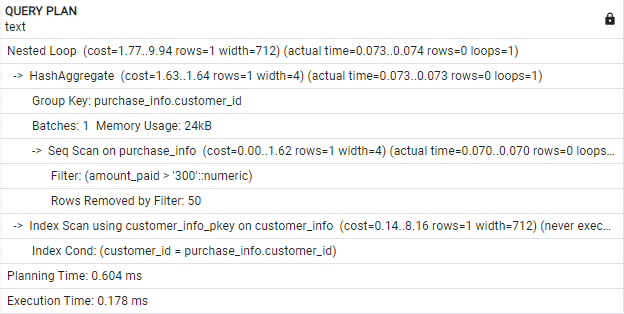 QUERY PLAN
text
Nested Loop (cost=1.77..9.94 rows=1 width=712) (actual time=0.073..0.074 rows=0 loops=1)
-> HashAggregate (cost=1.63..1.64 rows=1 width=4) (actual time=0.073..0.073 rows=0 loops=1)
Group Key: purchase_info.customer_id
Batches: 1 Memory Usage: 24kB
-> Seq Scan on purchase_info (cost=0.00..1.62 rows=1 width=4) (actual time=0.070..0.070 rows=0 loops...
Filter: (amount_paid > '300'::numeric)
Rows Removed by Filter: 50
-> Index Scan using customer_info_pkey on customer_info (cost=0.14..8.16 rows=1 width=712) (never exec...
Index Cond: (customer_id = purchase_info.customer_id)
Planning Time: 0.604 ms
Execution Time: 0.178 ms